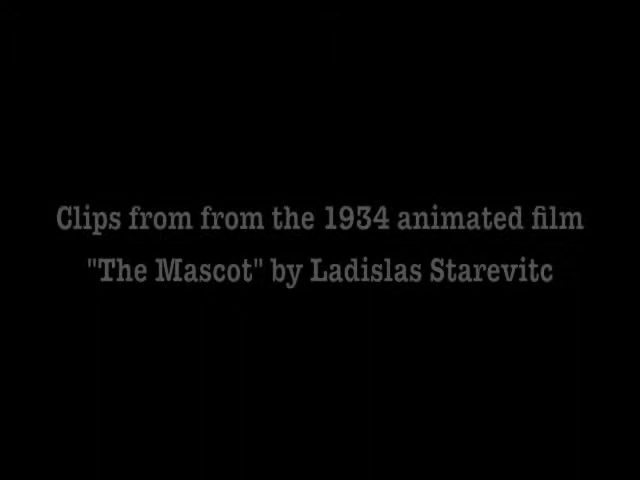 Clips from from the 1934 animated film
"The Mascot" by Ladislas Starevitc